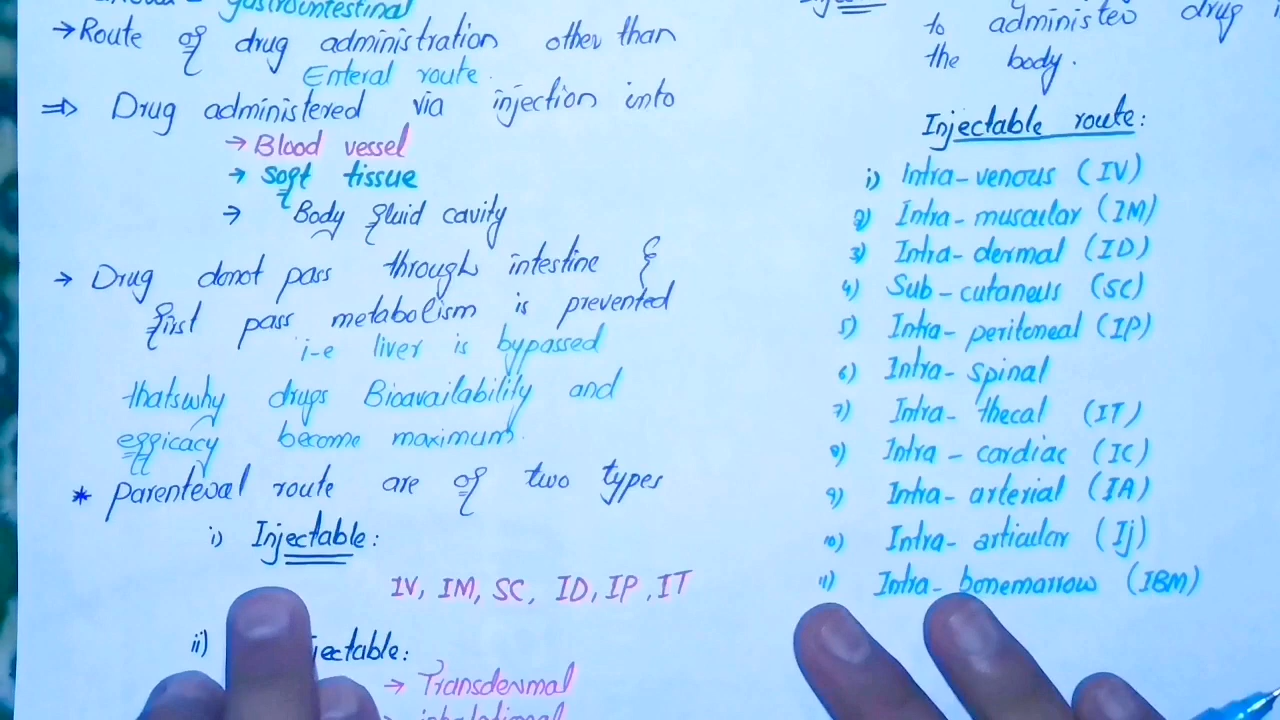 gastrointestinal
→Route of drug administration other than
Enteral route.
⇒ Drug administered via injection into
→ Blood vessel
→ Soft tissue
→ Body fluid cavity
→ Drug donot pass through intestine &
first pass metabolism is prevented
i-e liver is bypassed
thatswhy drugs Bioavailability and
efficacy become maximum.
* Parenteral route are of two types
i) Injectable:
IV, IM, SC, ID, IP, IT
ii) jectable:
→ Transdermal
→ inhalational
to administer drug
the body.
Injectable route:
i) Intra-venous (IV)
2) Intra-muscular (IM)
3) Intra-dermal (ID)
4) Sub-cutaneus (SC)
5) Intra-peritoneal (IP)
6) Intra-spinal
7) Intra-thecal (IT)
8) Intra-cardiac (IC)
9) Intra-arterial (IA)
10) Intra-articular (Ij)
11) Intra-bonemarrow (IBM)